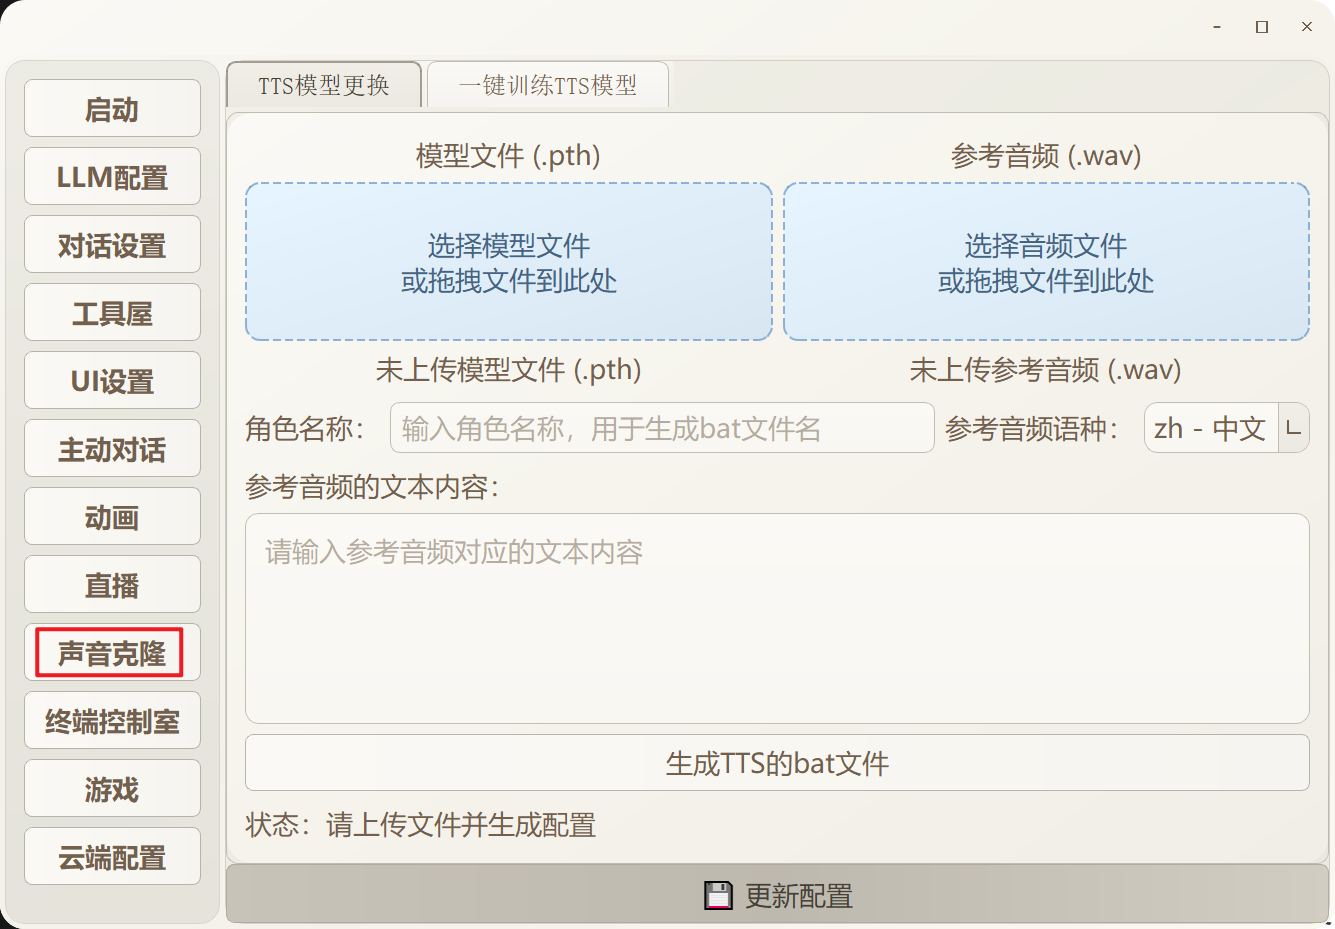 启动
LLM配置
对话设置
工具屋
UI设置
主动对话
动画
直播
声音克隆
终端控制室
游戏
云端配置
TTS模型更换
一键训练TTS模型
模型文件 (.pth)
参考音频 (.wav)
选择模型文件
或拖拽文件到此处
选择音频文件
或拖拽文件到此处
未上传模型文件 (.pth)
未上传参考音频 (.wav)
角色名称：
输入角色名称，用于生成bat文件名
参考音频语种：
zh - 中文
参考音频的文本内容：
请输入参考音频对应的文本内容
生成TTS的bat文件
状态：请上传文件并生成配置
更新配置